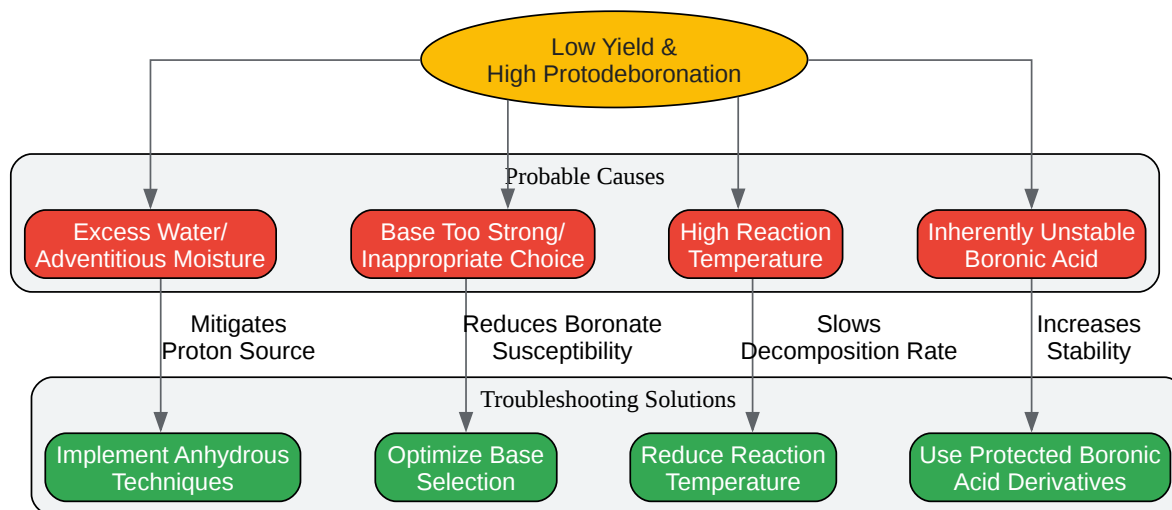 Low Yield &
High Protodeboronation
Probable Causes
Excess Water/
Adventitious Moisture
Base Too Strong/
Inappropriate Choice
High Reaction
Temperature
Inherently Unstable
Boronic Acid
Mitigates
Proton Source
Reduces Boronate
Susceptibility
Slows
Decomposition Rate
Increases
Stability
Troubleshooting Solutions
Implement Anhydrous
Techniques
Optimize Base
Selection
Reduce Reaction
Temperature
Use Protected Boronic
Acid Derivatives